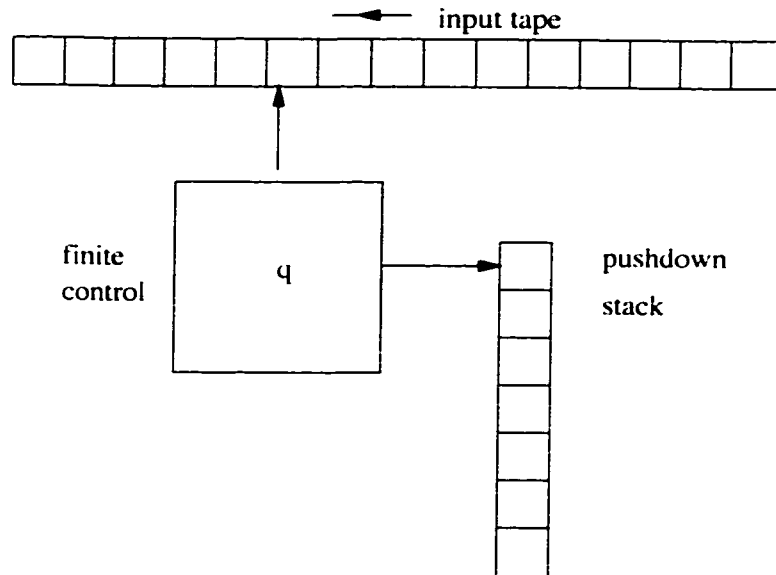 input tape
finite
control
q
pushdown
stack